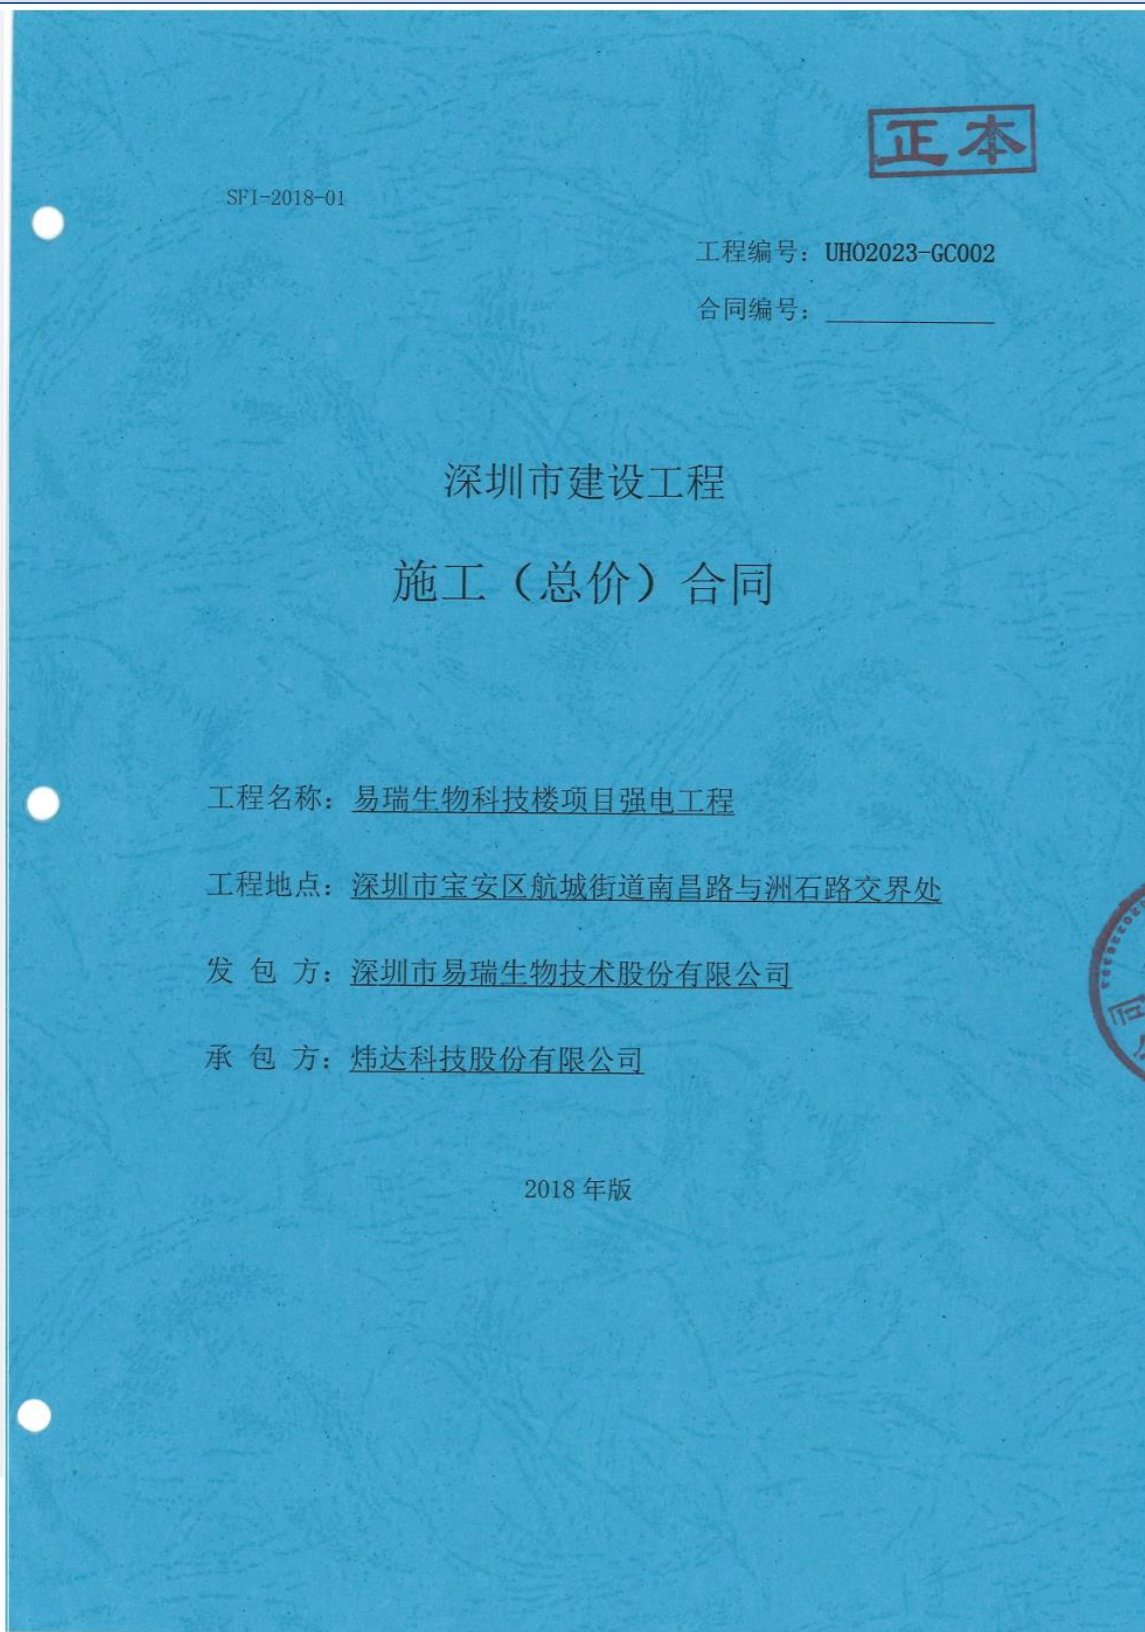 正本
SFI-2018-01
工程编号：UHO2023-GC002
合同编号：
深圳市建设工程
施工（总价）合同
工程名称：易瑞生物科技楼项目强电工程
工程地点：深圳市宝安区航城街道南昌路与洲石路交界处
发 包 方：深圳市易瑞生物技术股份有限公司
司
承 包 方：炜达科技股份有限公司
2018 年版